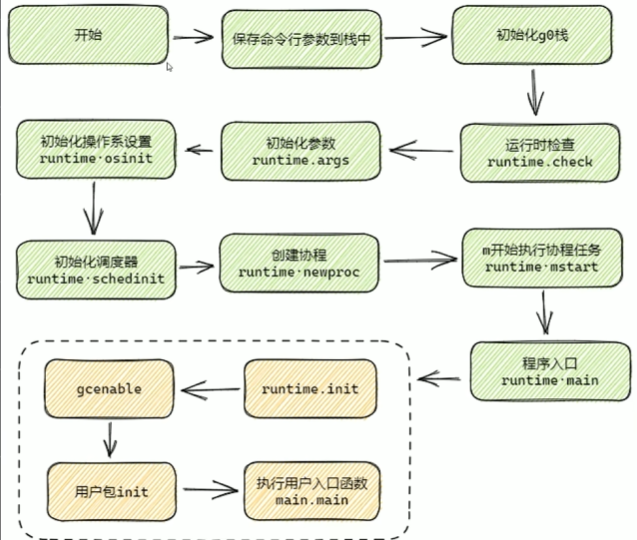 开始
保存命令行参数到栈中
初始化g0栈
运行时检查
runtime.check
初始化参数
runtime.args
初始化操作系设置
runtime·osinit
初始化调度器
runtime·schedinit
创建协程
runtime·newproc
m开始执行协程任务
runtime·mstart
程序入口
runtime·main
runtime.init
gcenable
用户包init
执行用户入口函数
main.main